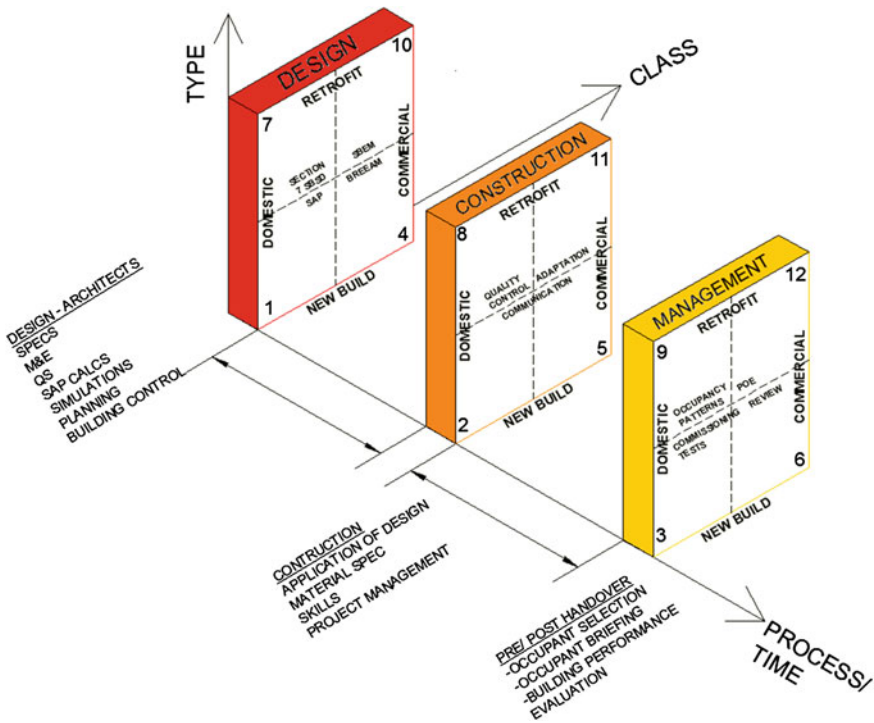 TYPE
CLASS
PROCESS/
TIME
DESIGN
10
RETROFIT
7
SECTION
7 SBSD
SBEM
SAP
BREEAM
DOMESTIC
COMMERCIAL
4
1
NEW BUILD
CONSTRUCTION
11
RETROFIT
8
QUALITY
CONTROL
ADAPTATION
COMMUNICATION
DOMESTIC
COMMERCIAL
5
2
NEW BUILD
MANAGEMENT
12
RETROFIT
9
OCCUPANCY
PATTERNS
POE
COMMISSIONING
TESTS
REVIEW
DOMESTIC
COMMERCIAL
6
3
NEW BUILD
DESIGN - ARCHITECTS
SPECS
M&E
QS
SAP CALCS
SIMULATIONS
PLANNING
BUILDING CONTROL
CONTRUCTION
APPLICATION OF DESIGN
MATERIAL SPEC
SKILLS
PROJECT MANAGEMENT
PRE/ POST HANDOVER
-OCCUPANT SELECTION
-OCCUPANT BRIEFING
-BUILDING PERFORMANCE
EVALUATION